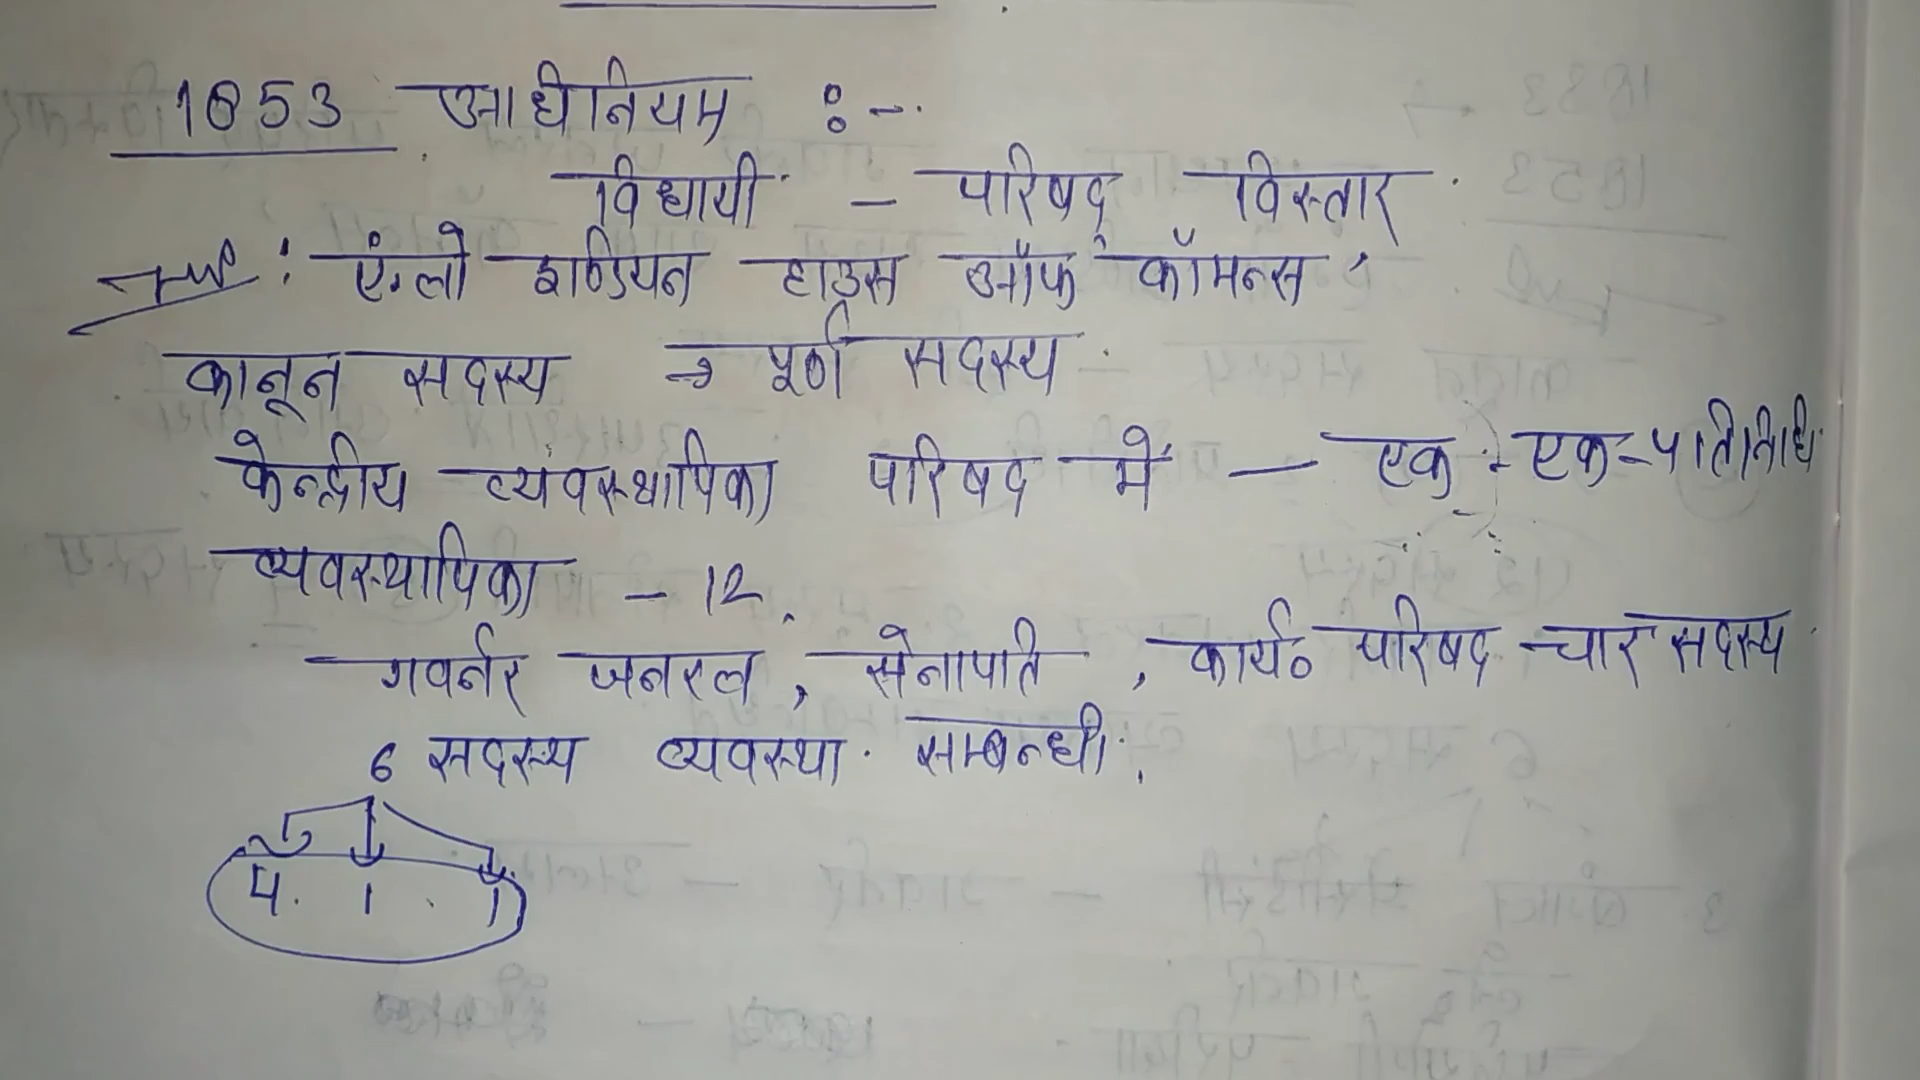 1853 अधिनियम :-
विधायी - परिषद् विस्तार
Imp : एंग्लो इण्डियन हाउस ऑफ कॉमन्स
कानून सदस्य → पूर्ण सदस्य
केन्द्रीय व्यवस्थापिका परिषद में — एक - एक - प्रतिनिधि
व्यवस्थापिका - 12
- गवर्नर जनरल, सेनापति, कार्य० परिषद - चार सदस्य
6 सदस्य व्यवस्था सम्बन्धी
4. 1 . 1